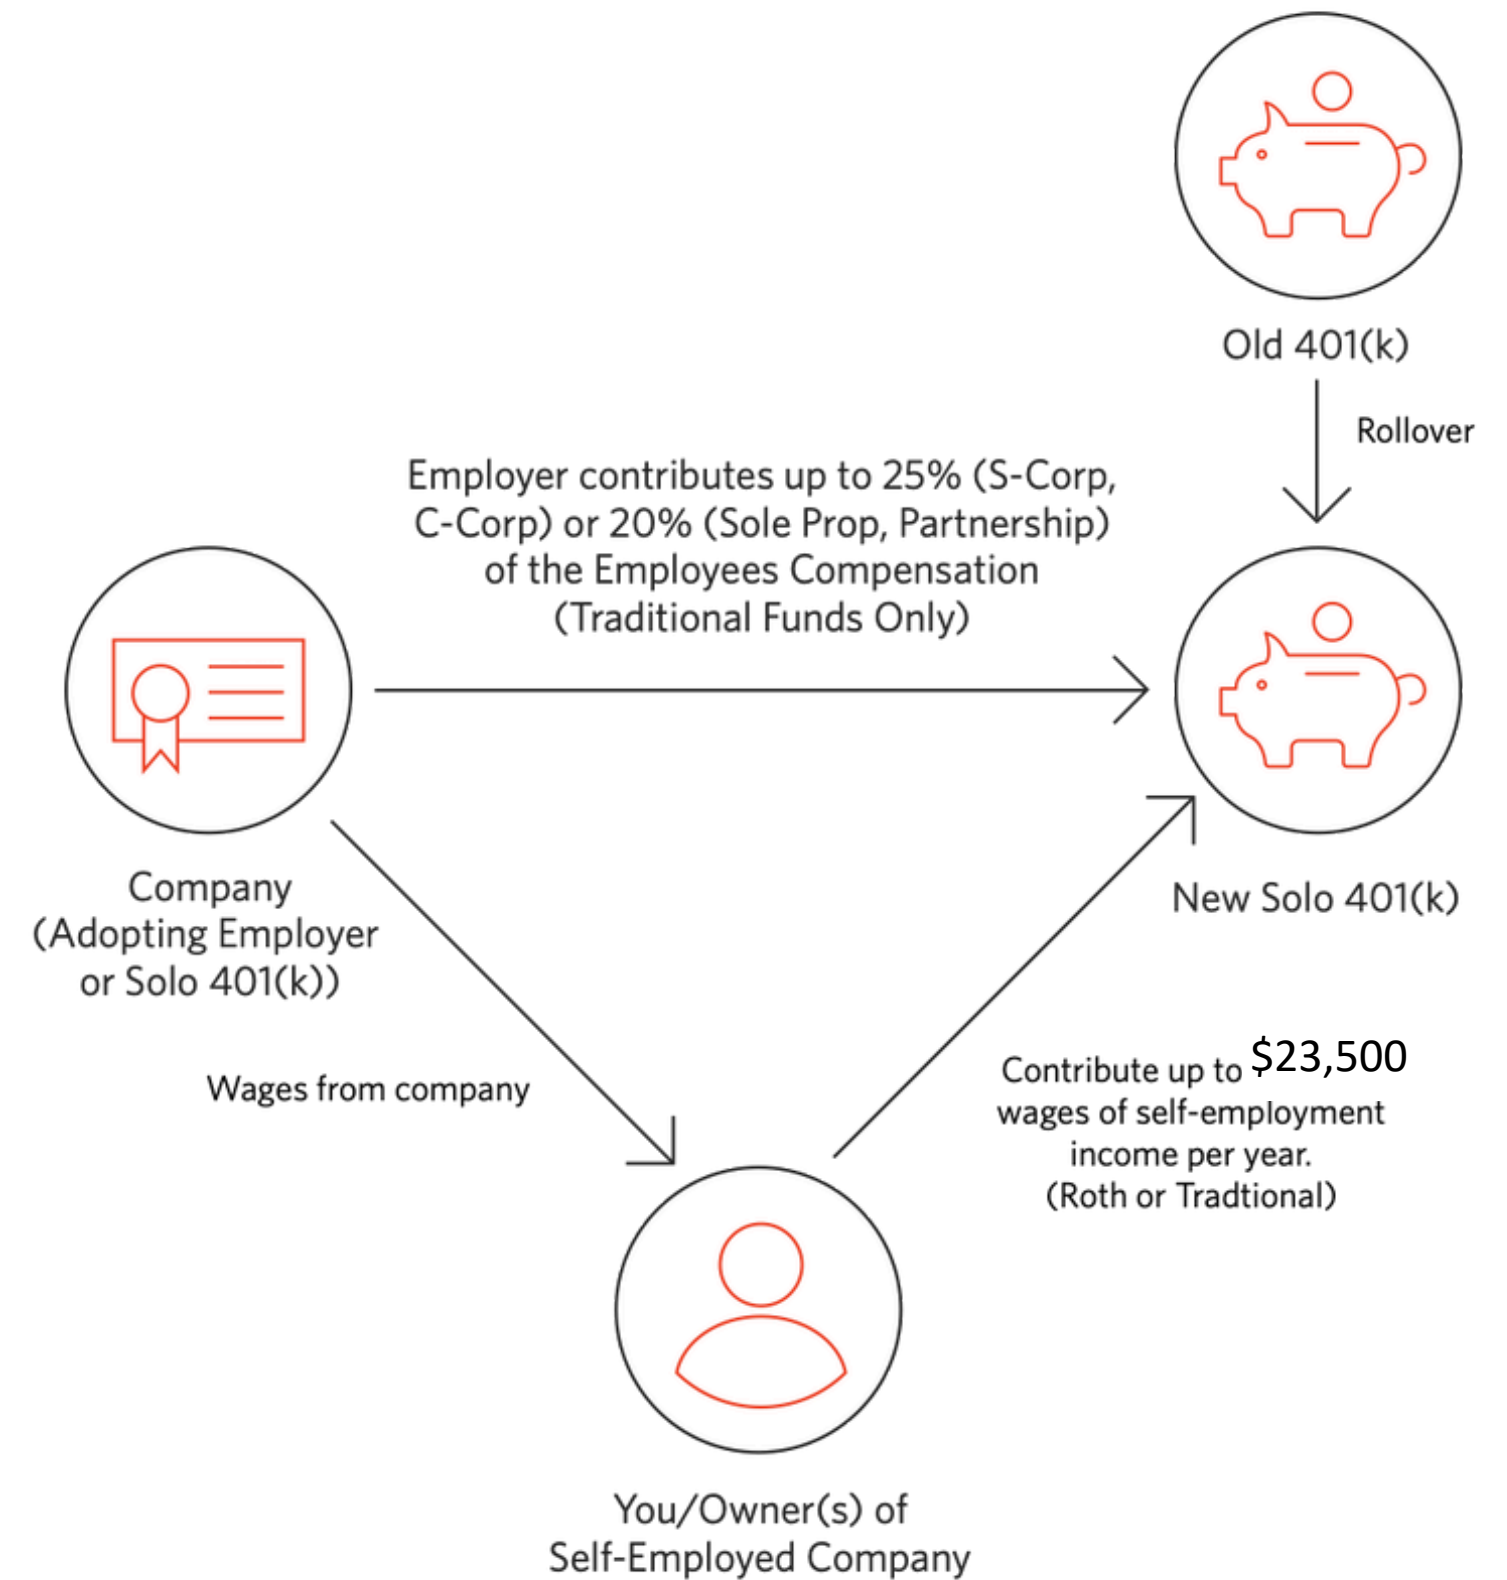 Old 401(k)
Rollover
Employer contributes up to 25% (S-Corp,
C-Corp) or 20% (Sole Prop, Partnership)
of the Employees Compensation
(Traditional Funds Only)
Company
(Adopting Employer
or Solo 401(k))
New Solo 401(k)
Wages from company
Contribute up to $23,500
wages of self-employment
income per year.
(Roth or Tradtional)
You/Owner(s) of
Self-Employed Company